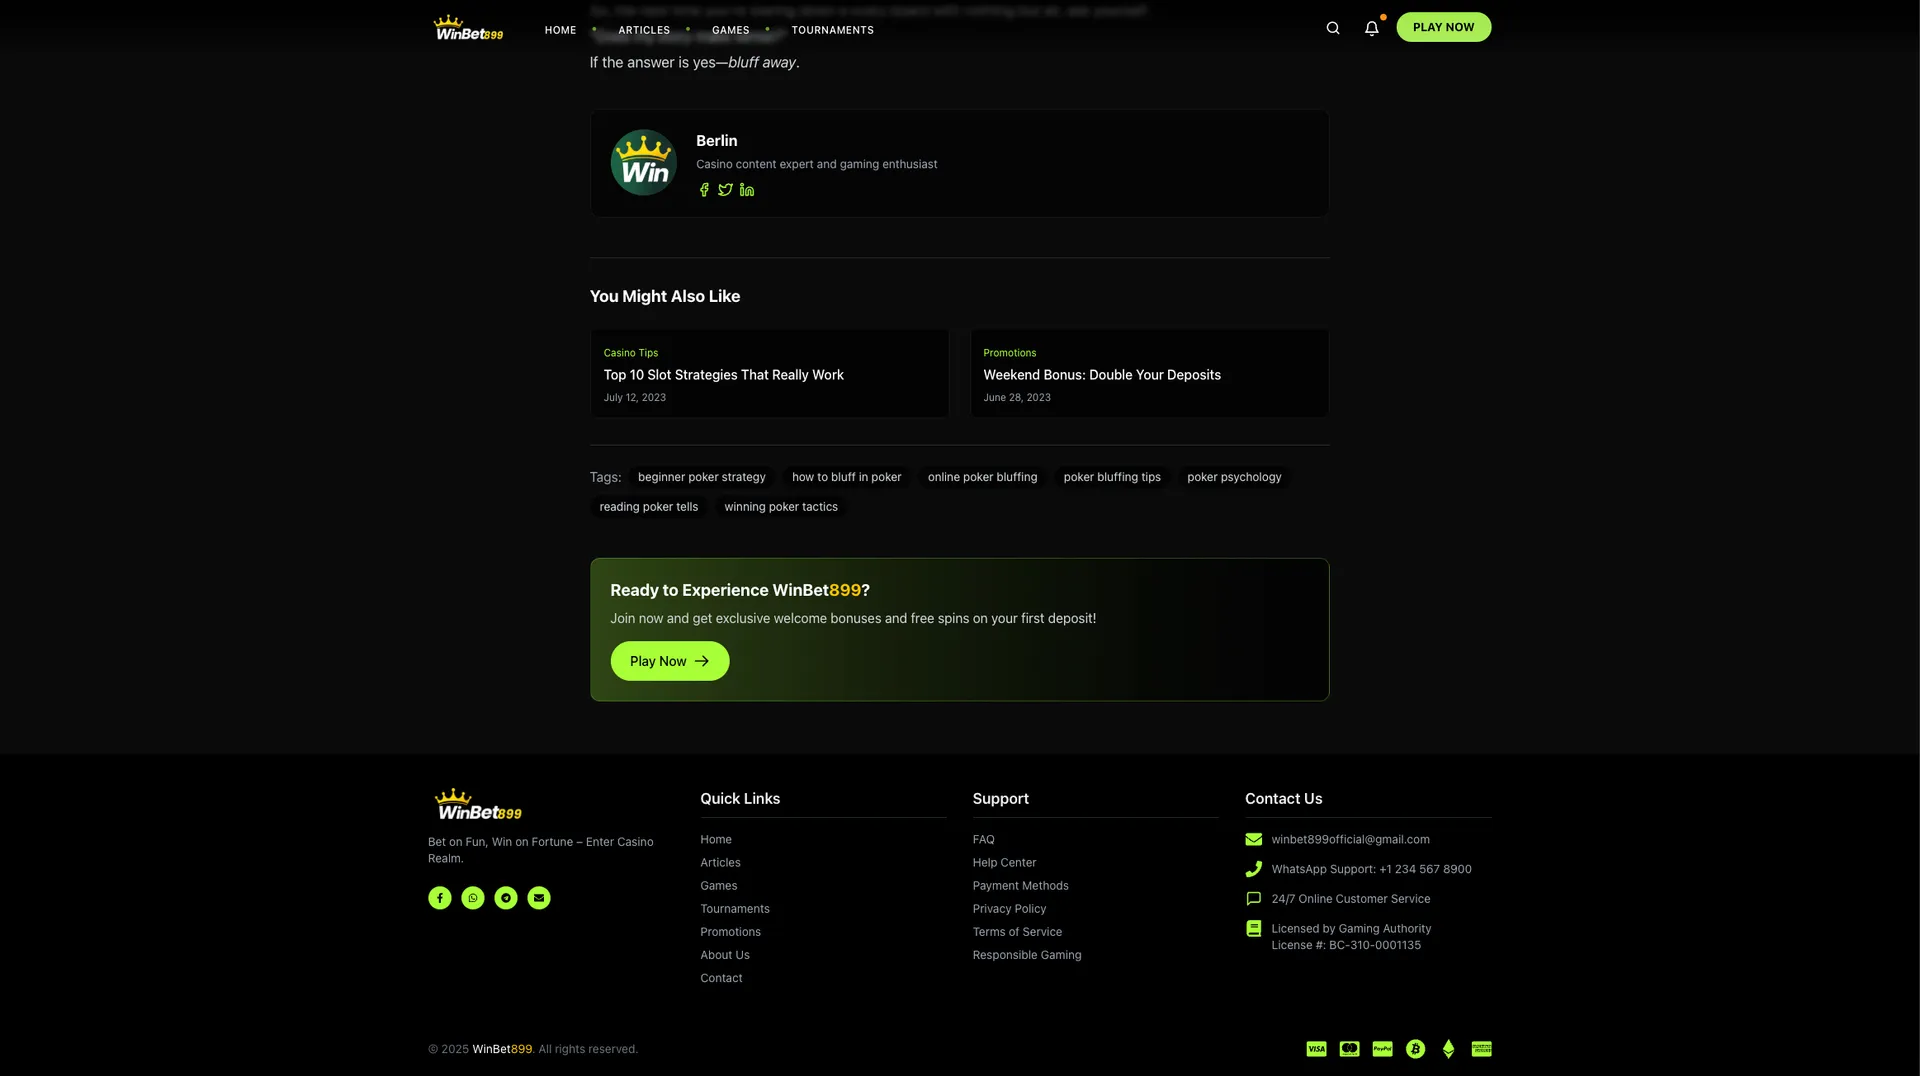 WinBet899
HOME
ARTICLES
GAMES
TOURNAMENTS
PLAY NOW
If the answer is yes—bluff away.
Win
Berlin
Casino content expert and gaming enthusiast
You Might Also Like
Casino Tips
Top 10 Slot Strategies That Really Work
July 12, 2023
Promotions
Weekend Bonus: Double Your Deposits
June 28, 2023
Tags: beginner poker strategy how to bluff in poker online poker bluffing poker bluffing tips poker psychology
reading poker tells winning poker tactics
Ready to Experience WinBet899?
Join now and get exclusive welcome bonuses and free spins on your first deposit!
Play Now
WinBet899
Bet on Fun, Win on Fortune – Enter Casino
Realm.
Quick Links
Home
Articles
Games
Tournaments
Promotions
About Us
Contact
Support
FAQ
Help Center
Payment Methods
Privacy Policy
Terms of Service
Responsible Gaming
Contact Us
winbet899official@gmail.com
WhatsApp Support: +1 234 567 8900
24/7 Online Customer Service
Licensed by Gaming Authority
License #: BC-310-0001135
© 2025 WinBet899. All rights reserved.
VISA
PayPal